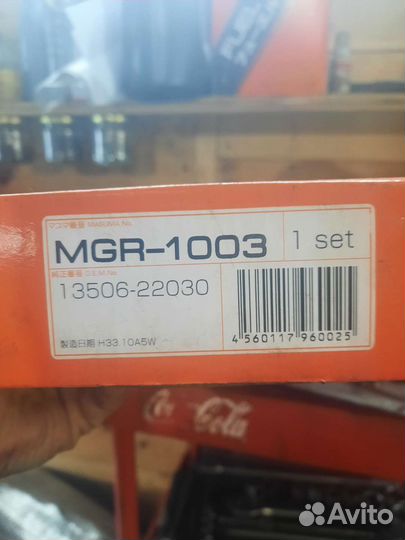 FUEL
マスマ番号 MASUMA.No.
MGR-1003
1 set
純正番号 O.E.M.No.
13506-22030
4 560117 960025
製造日期 H33.10A5W
Coca Cola
Avito